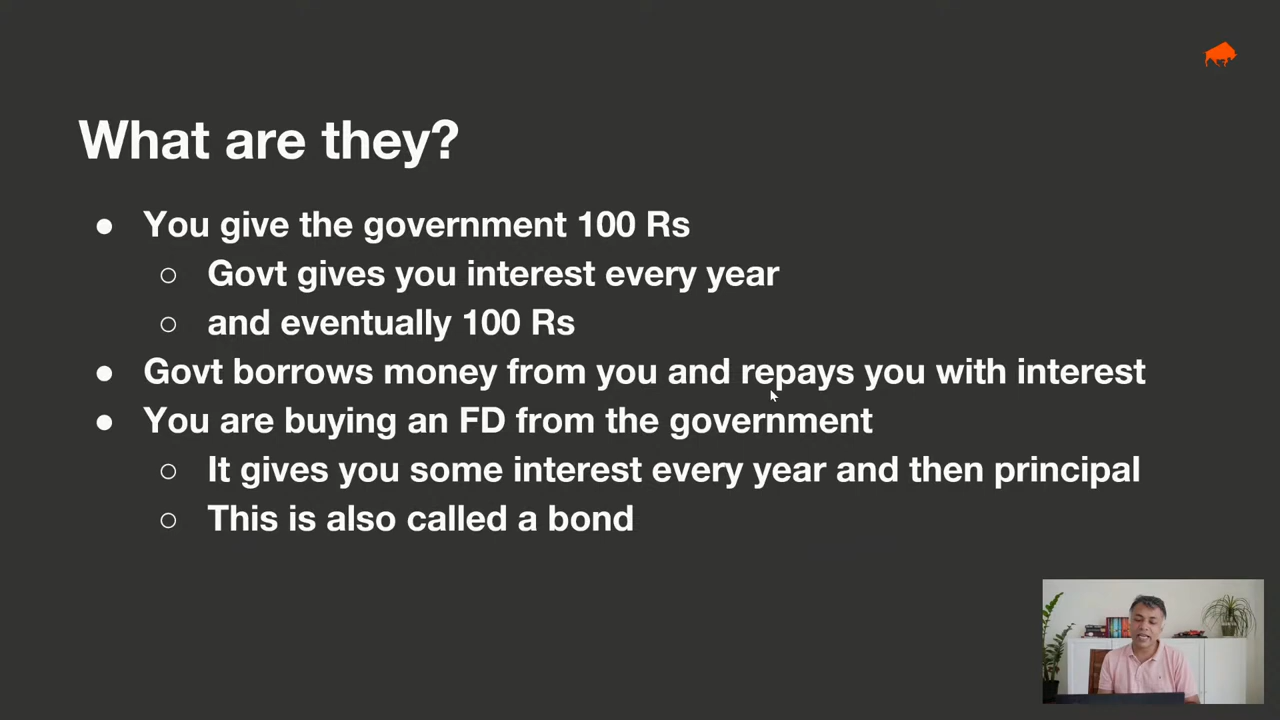 What are they?
● You give the government 100 Rs
○ Govt gives you interest every year
○ and eventually 100 Rs
● Govt borrows money from you and repays you with interest
● You are buying an FD from the government
○ It gives you some interest every year and then principal
○ This is also called a bond